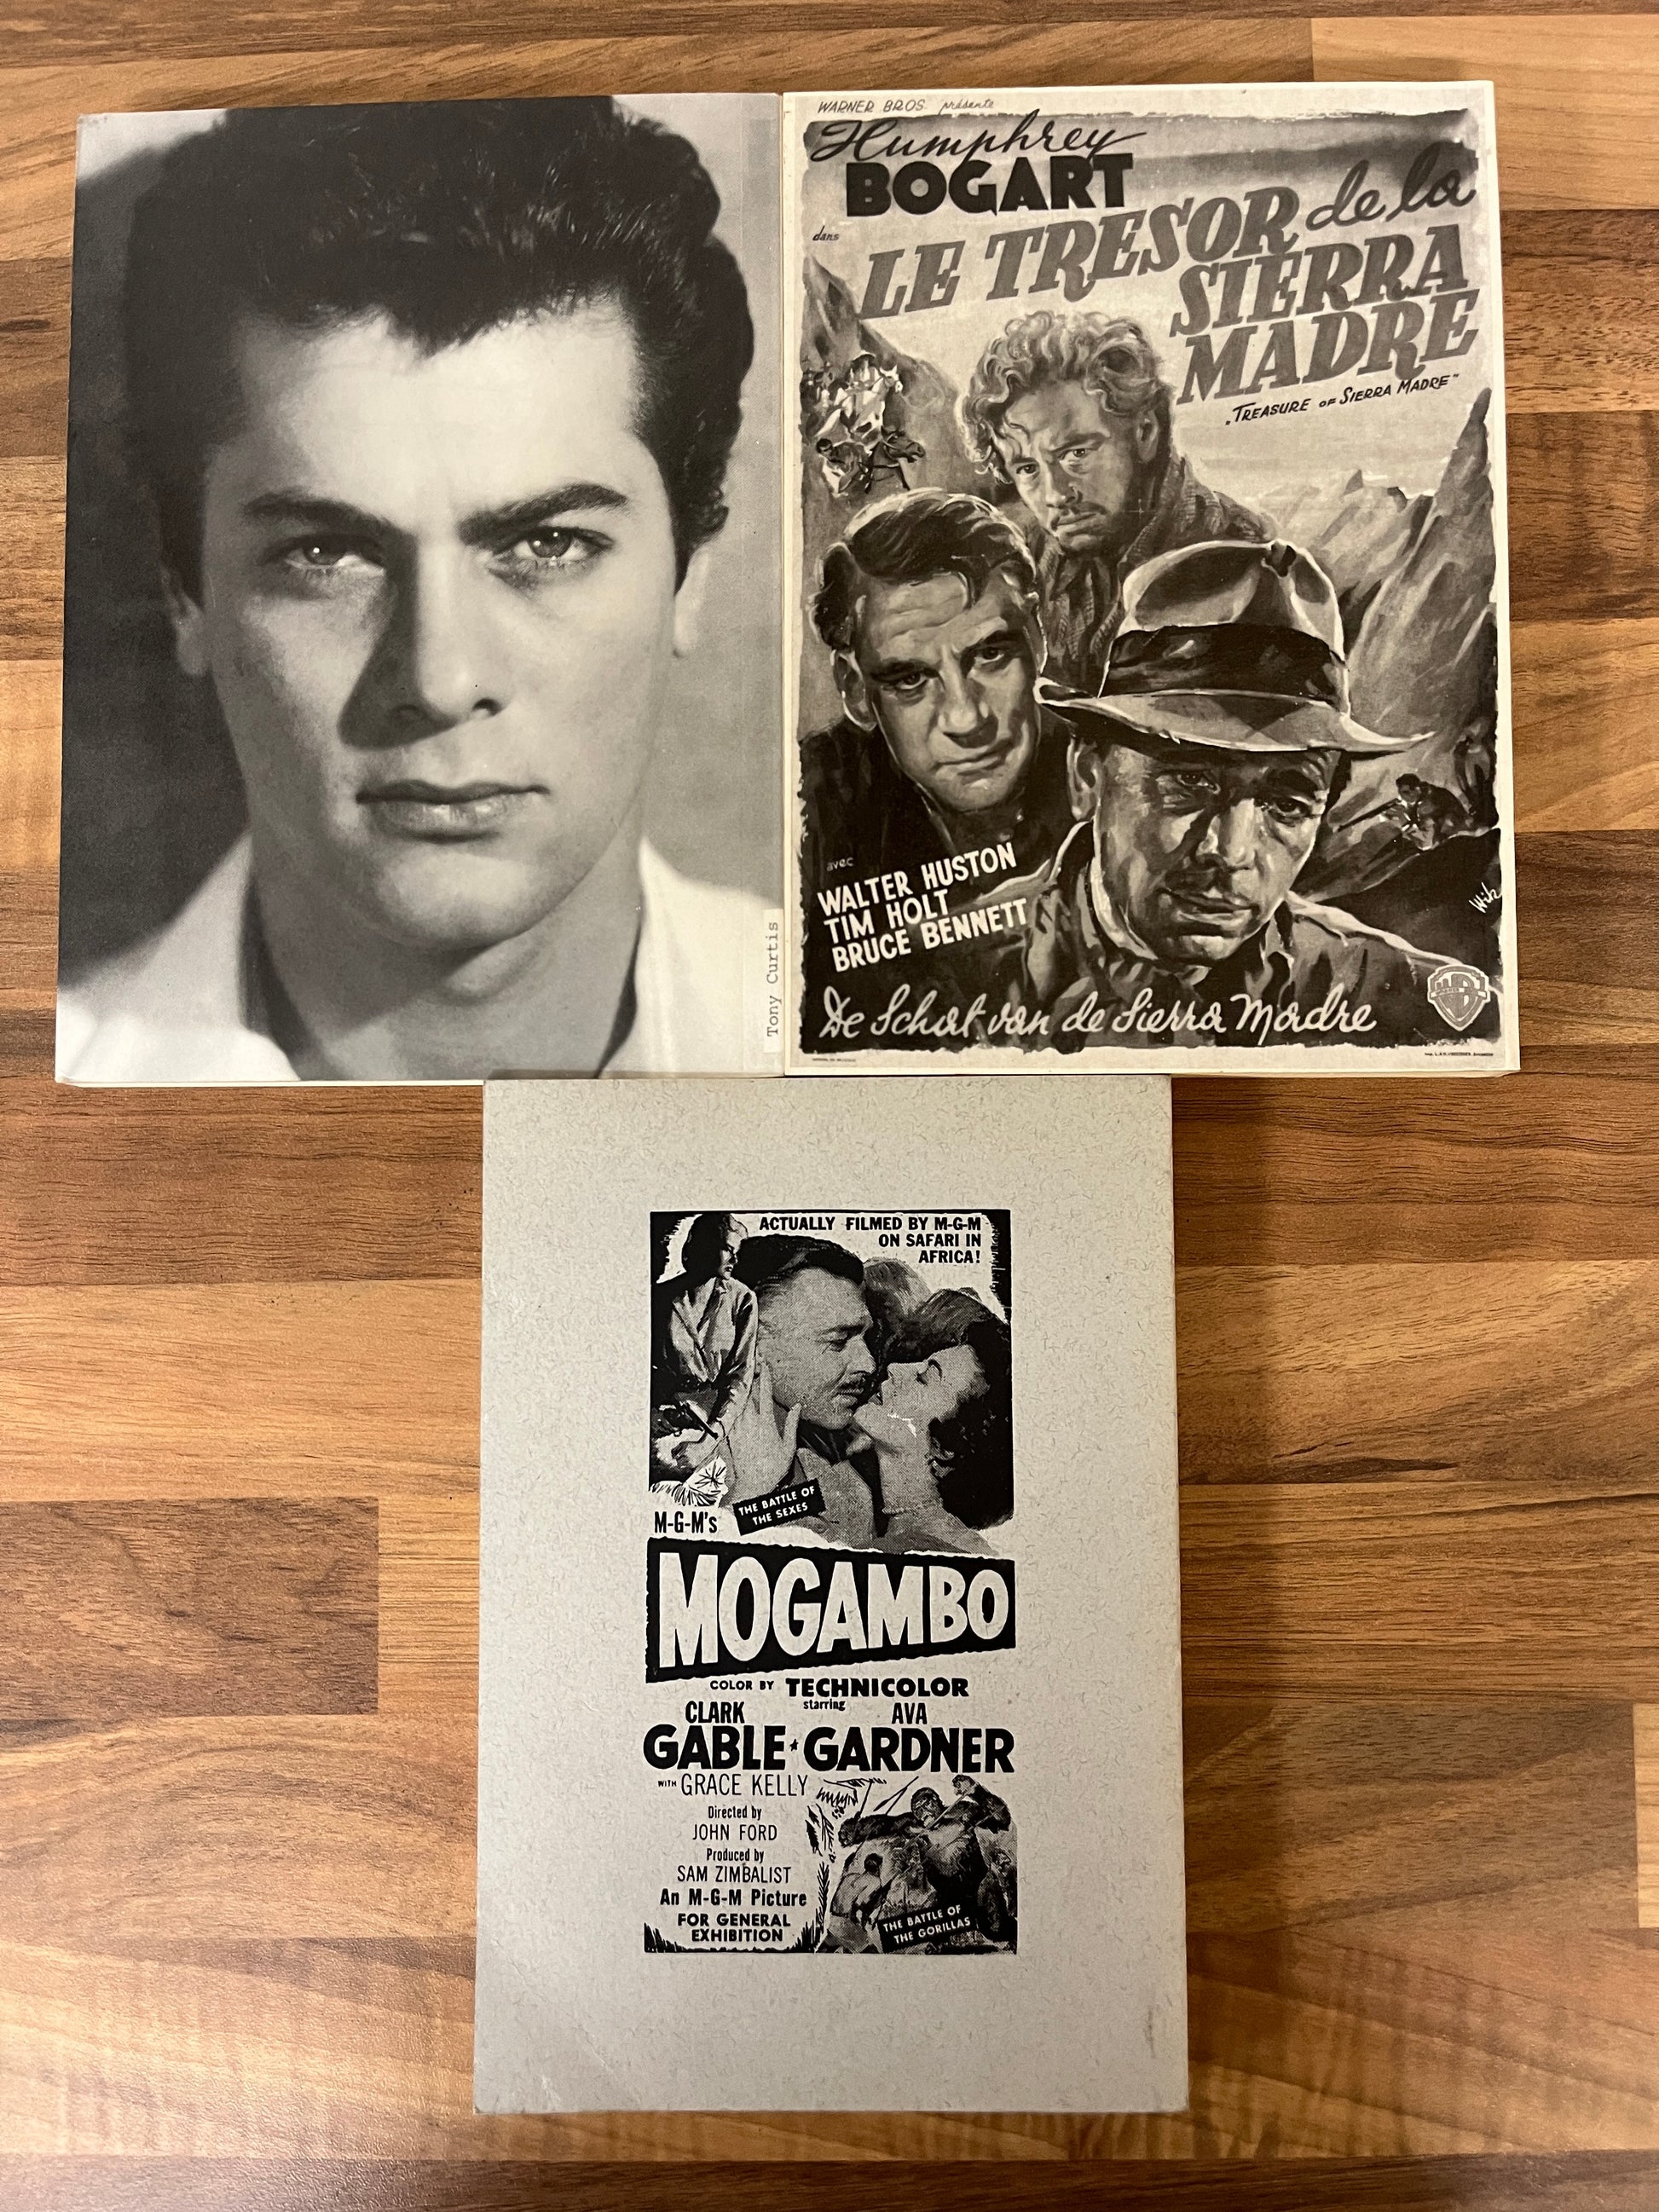 Tony Curtis
WARNER BROS. présente
Humphrey
BOGART
dans
LE TRESOR de la
SIERRA
MADRE
"TREASURE OF SIERRA MADRE"
avec
WALTER HUSTON
TIM HOLT
BRUCE BENNETT
Wik
De Schat van de Sierra Madre
ACTUALLY FILMED BY M-G-M
ON SAFARI IN
AFRICA!
THE BATTLE OF
THE SEXES
M-G-M's
MOGAMBO
COLOR BY TECHNICOLOR
starring
CLARK AVA
GABLE * GARDNER
WITH GRACE KELLY
Directed by
JOHN FORD
Produced by
SAM ZIMBALIST
An M-G-M Picture
FOR GENERAL
EXHIBITION
THE BATTLE OF
THE GORILLAS